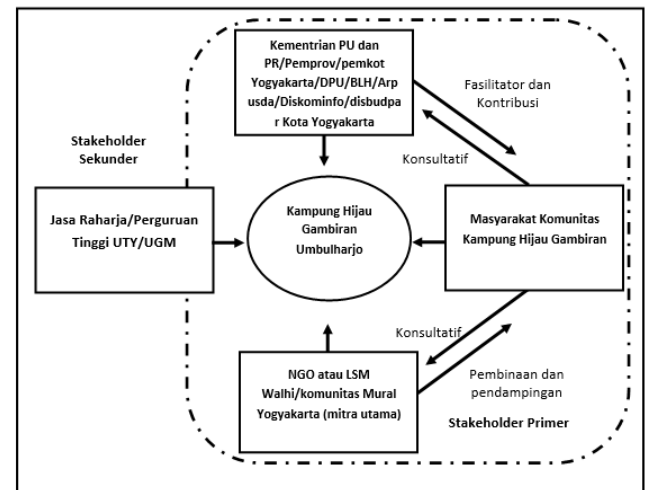 Kementrian PU dan
PR/Pemprov/pemkot
Yogyakarta/DPU/BLH/Arp
usda/Diskominfo/disbudpa
r Kota Yogyakarta
Fasilitator dan
Kontribusi
Stakeholder
Sekunder
Konsultatif
Jasa Raharja/Perguruan
Tinggi UTY/UGM
Kampung Hijau
Gambiran
Umbulharjo
Masyarakat Komunitas
Kampung Hijau Gambiran
Konsultatif
NGO atau LSM
Walhi/komunitas Mural
Yogyakarta (mitra utama)
Pembinaan dan
pendampingan
Stakeholder Primer